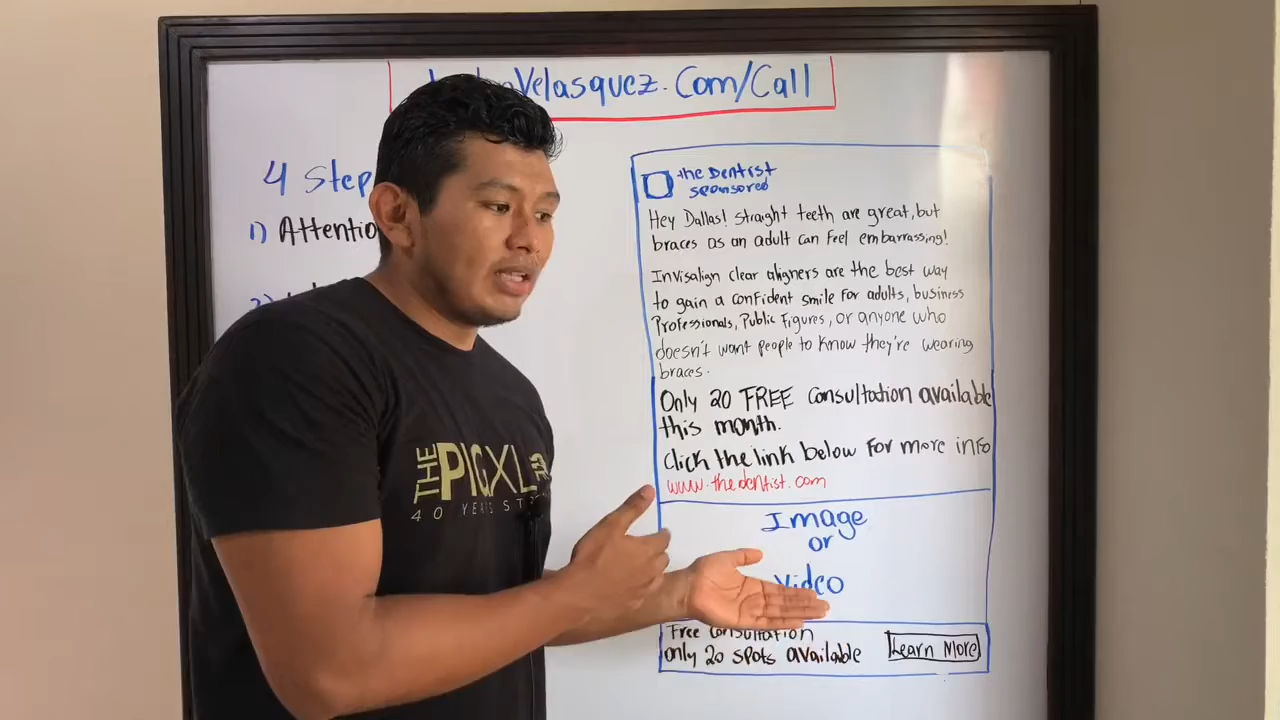 Velasquez.Com/Call
4 Step
1) Attentio
the Dentist
sponsored
Hey Dallas! straight teeth are great, but
braces as an adult can feel embarrassing!
Invisalign clear aligners are the best way
to gain a confident smile for adults, business
Professionals, Public Figures, or anyone who
doesn't want people to know they're wearing
braces.
Only 20 FREE consultation available
this month.
Click the link below for more info
www.thedentist.com
Image
or
Video
Free consultation
only 20 spots available
Learn More
THE PIGXL
40 YEARS ST